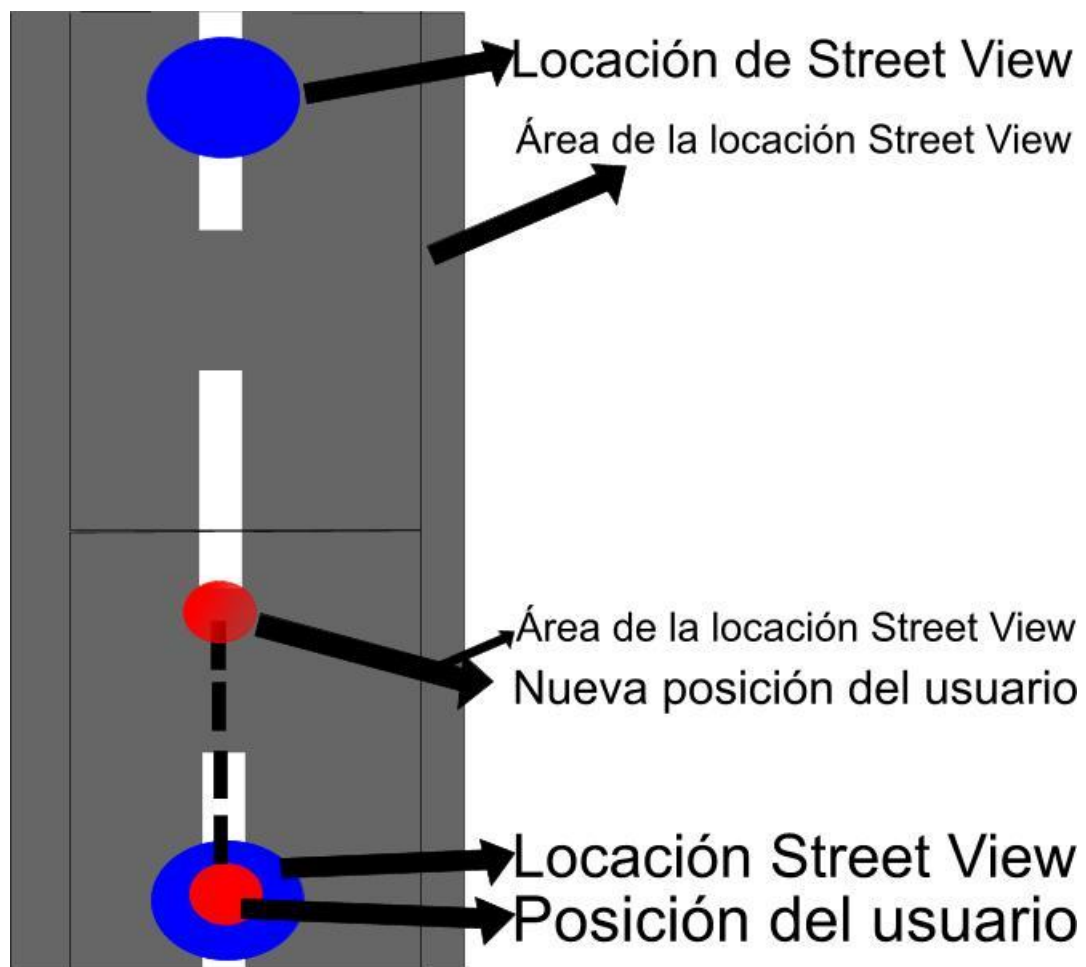 Locación de Street View
Área de la locación Street View
Área de la locación Street View
Nueva posición del usuario
Locación Street View
Posición del usuario